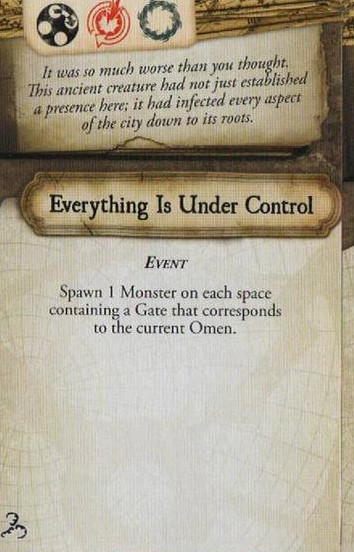 It was so much worse than you thought.
This ancient creature had not just established
a presence here; it had infected every aspect
of the city down to its roots.
Everything Is Under Control
Event
Spawn 1 Monster on each space
containing a Gate that corresponds
to the current Omen.